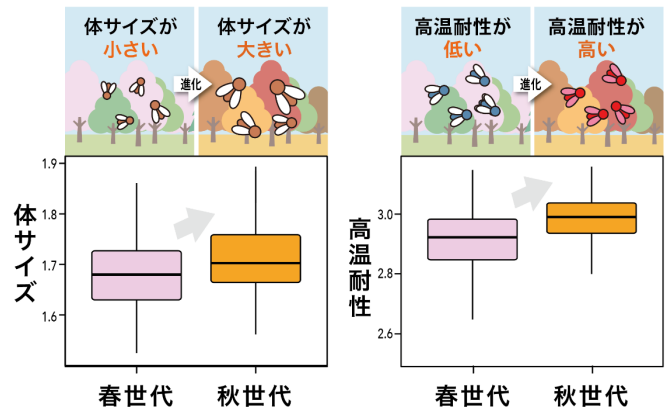 体サイズが
小さい
進化
体サイズが
大きい
高温耐性が
低い
進化
高温耐性が
高い
体サイズ
1.9
1.8
1.7
1.6
春世代
秋世代
高温耐性
3.0
2.8
2.6
春世代
秋世代